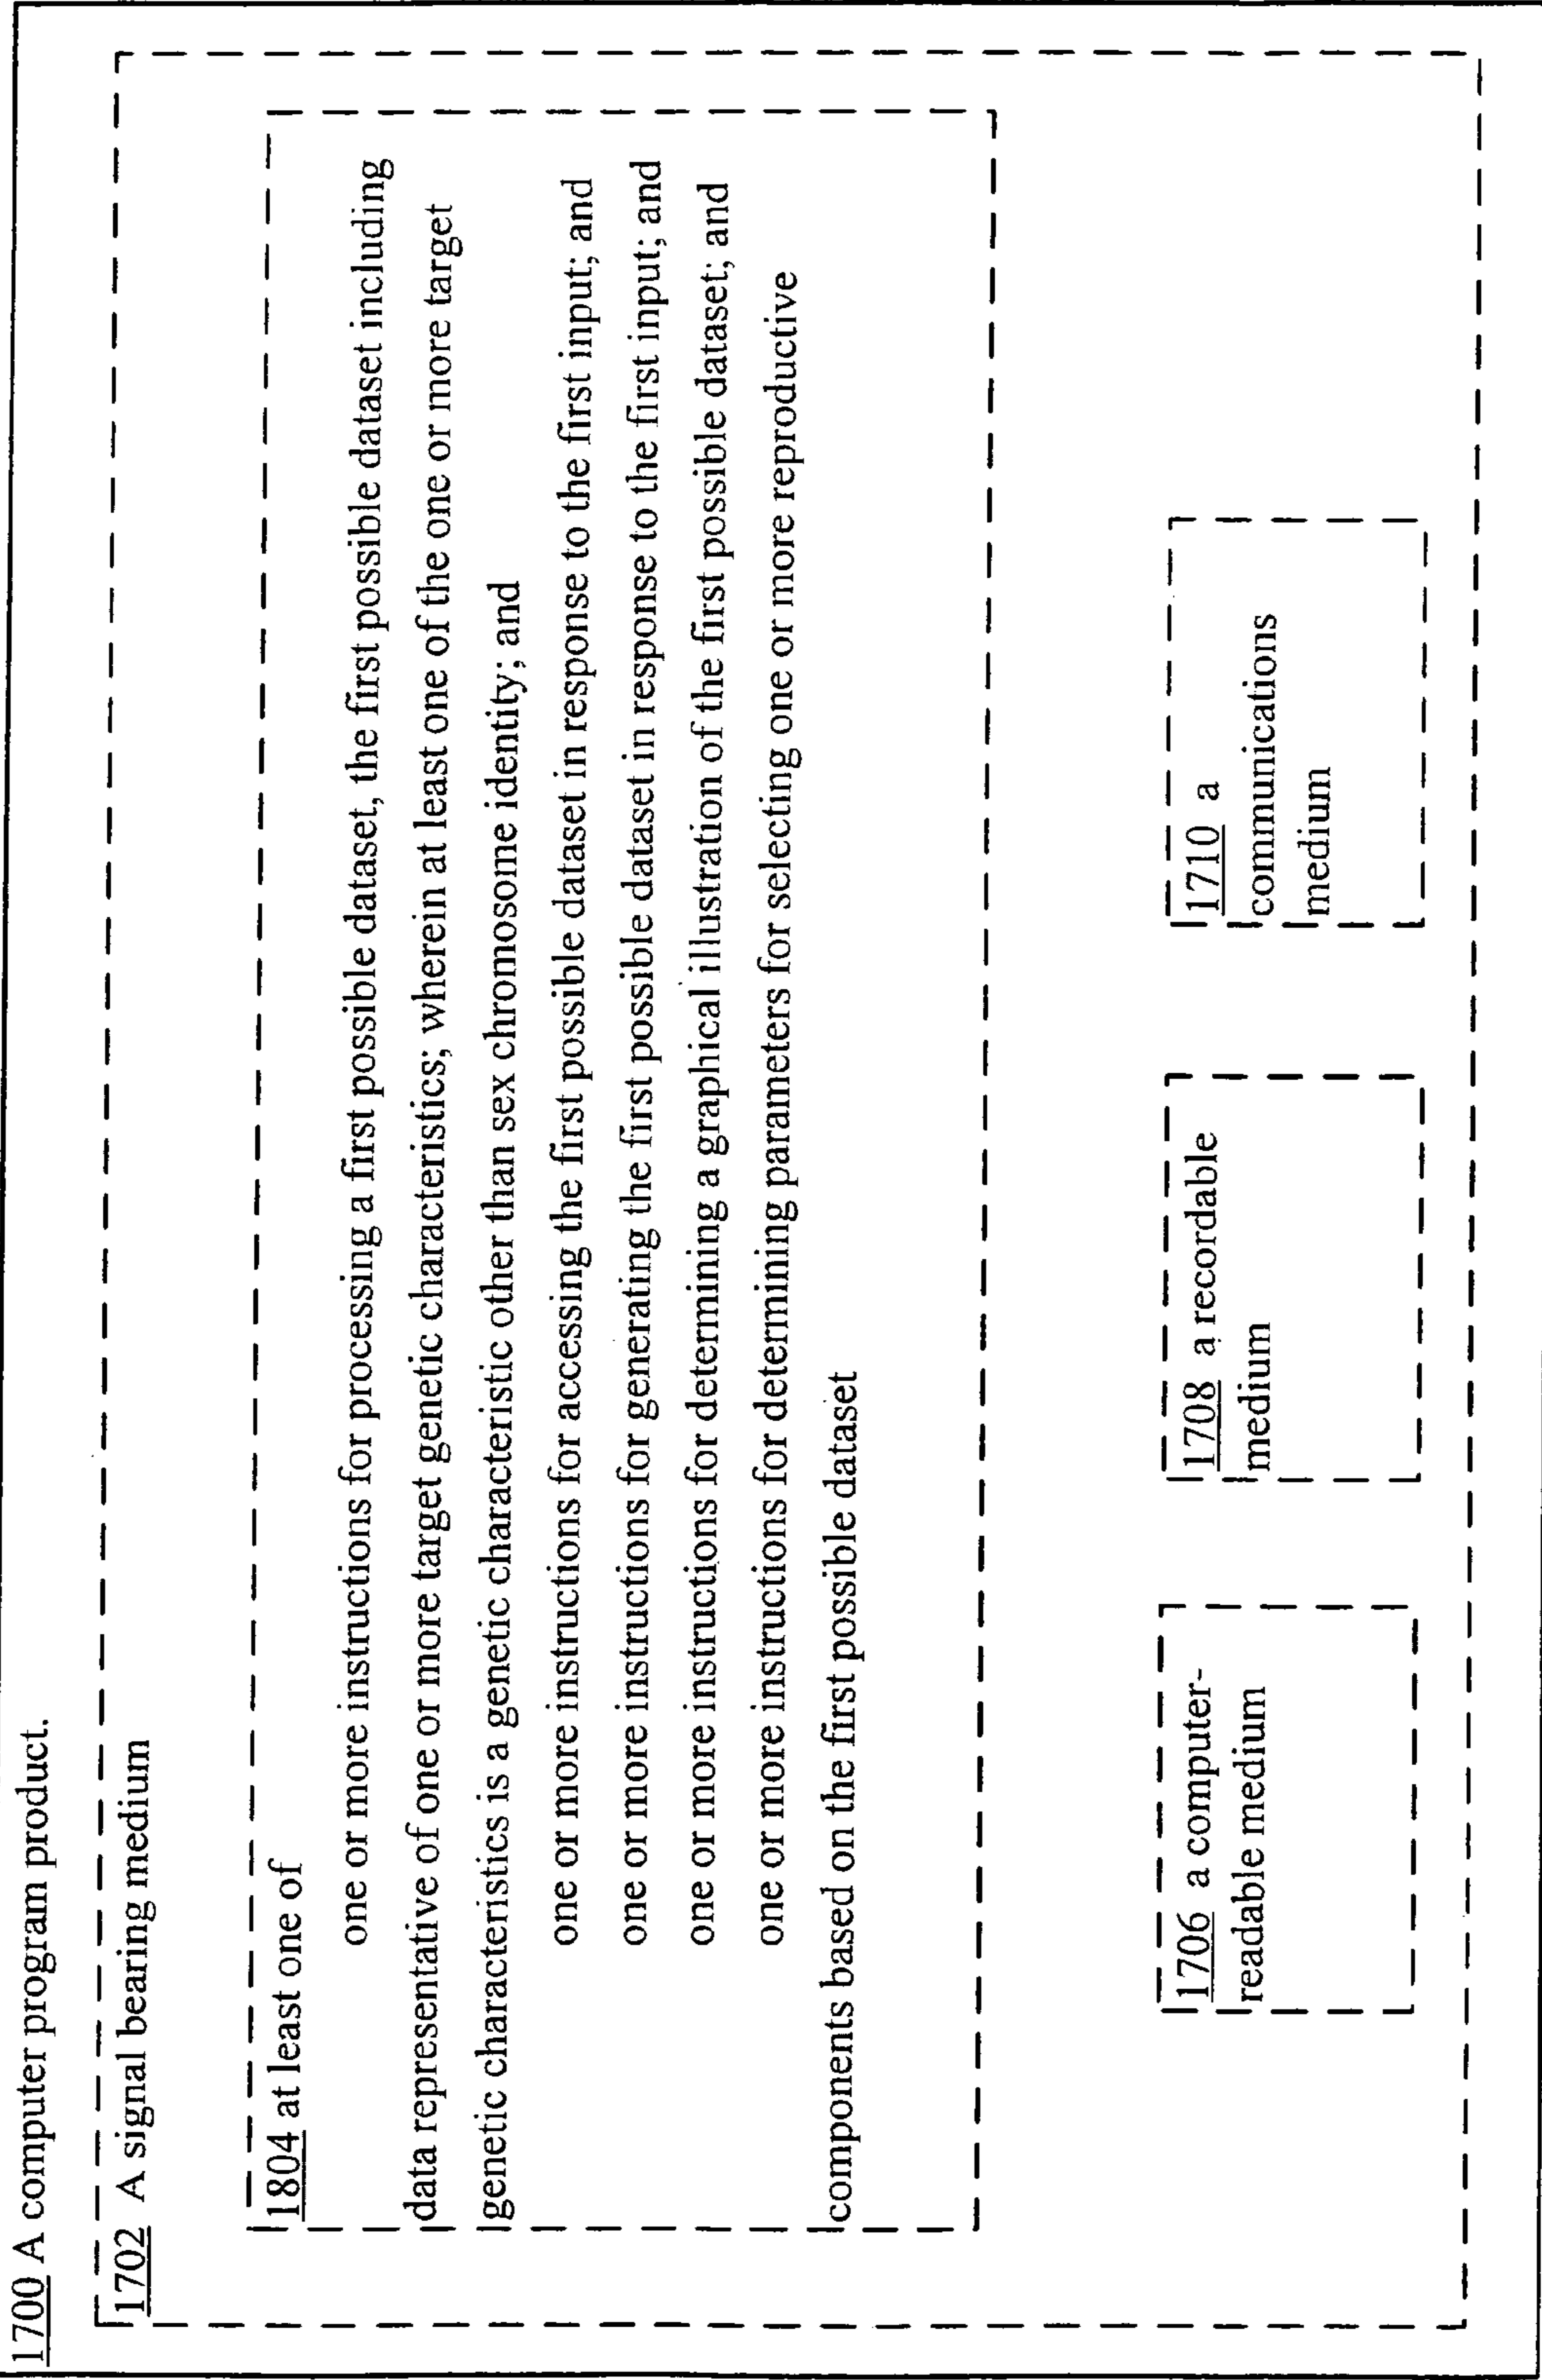 1700 A computer program product.
1702 A signal bearing medium
1804 at least one of
one or more instructions for processing a first possible dataset, the first possible dataset including
data representative of one or more target genetic characteristics; wherein at least one of the one or more target
genetic characteristics is a genetic characteristic other than sex chromosome identity; and
one or more instructions for accessing the first possible dataset in response to the first input; and
one or more instructions for generating the first possible dataset in response to the first input; and
one or more instructions for determining a graphical illustration of the first possible dataset; and
one or more instructions for determining parameters for selecting one or more reproductive
components based on the first possible dataset
1706 a computer-
readable medium
1708 a recordable
medium
1710 a
communications
medium